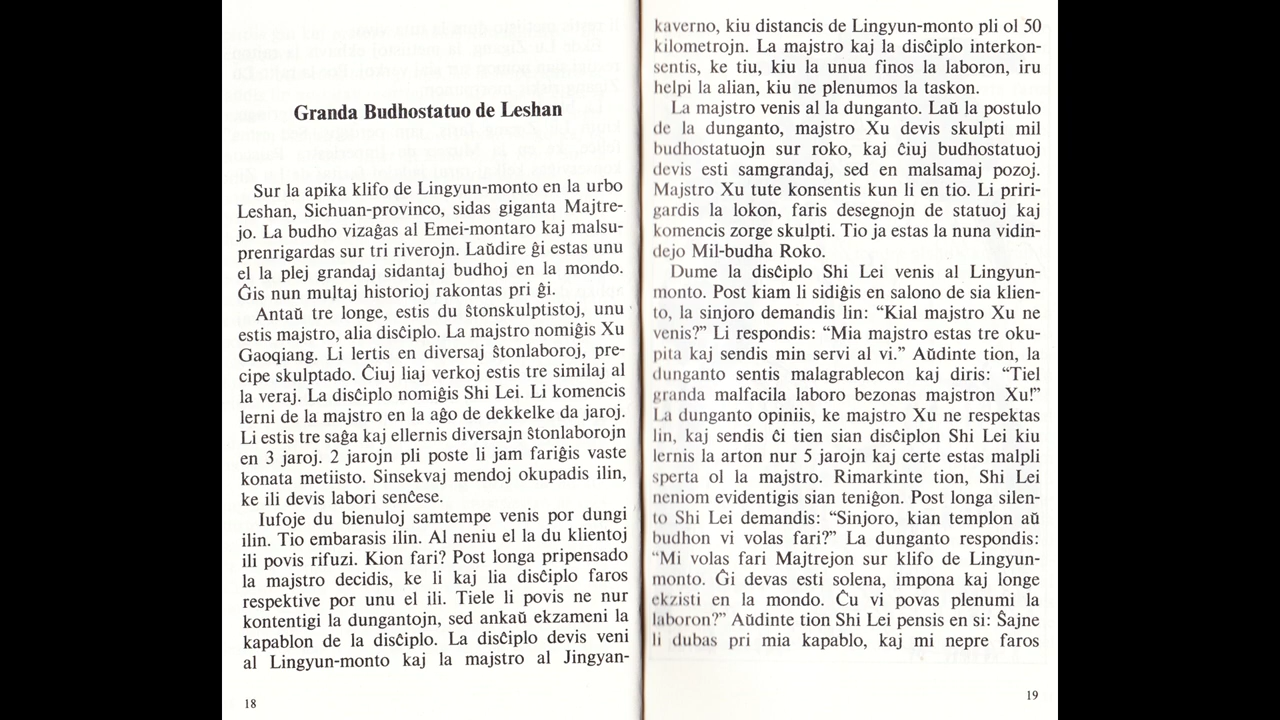 Granda Budhostatuo de Leshan
Sur la apika klifo de Lingyun-monto en la urbo
Leshan, Sichuan-provinco, sidas giganta Majtre-
jo. La budho vizaĝas al Emei-montaro kaj malsu-
prenrigardas sur tri riverojn. Laŭdire ĝi estas unu
el la plej grandaj sidantaj budhoj en la mondo.
Ĝis nun multaj historioj rakontas pri ĝi.
Antaŭ tre longe, estis du ŝtonskulptistoj, unu
estis majstro, alia disĉiplo. La majstro nomiĝis Xu
Gaoqiang. Li lertis en diversaj ŝtonlaboroj, pre-
cipe skulptado. Ĉiuj liaj verkoj estis tre similaj al
la veraj. La disĉiplo nomiĝis Shi Lei. Li komencis
lerni de la majstro en la aĝo de dekkelke da jaroj.
Li estis tre saĝa kaj ellernis diversajn ŝtonlaborojn
en 3 jaroj. 2 jarojn pli poste li jam fariĝis vaste
konata metiisto. Sinsekvaj mendoj okupadis ilin,
ke ili devis labori senĉese.
Iufoje du bienuloj samtempe venis por dungi
ilin. Tio embarasis ilin. Al neniu el la du klientoj
ili povis rifuzi. Kion fari? Post longa pripensado
la majstro decidis, ke li kaj lia disĉiplo faros
respektive por unu el ili. Tiele li povis ne nur
kontentigi la dungantojn, sed ankaŭ ekzameni la
kapablon de la disĉiplo. La disĉiplo devis veni
al Lingyun-monto kaj la majstro al Jingyan-
18
kaverno, kiu distancis de Lingyun-monto pli ol 50
kilometrojn. La majstro kaj la disĉiplo interkon-
sentis, ke tiu, kiu la unua finos la laboron, iru
helpi la alian, kiu ne plenumos la taskon.
La majstro venis al la dunganto. Laŭ la postulo
de la dunganto, majstro Xu devis skulpti mil
budhostatuojn sur roko, kaj ĉiuj budhostatuoj
devis esti samgrandaj, sed en malsamaj pozoj.
Majstro Xu tute konsentis kun li en tio. Li priri-
gardis la lokon, faris desegnojn de statuoj kaj
komencis zorge skulpti. Tio ja estas la nuna vidin-
dejo Mil-budha Roko.
Dume la disĉiplo Shi Lei venis al Lingyun-
monto. Post kiam li sidiĝis en salono de sia klien-
to, la sinjoro demandis lin: “Kial majstro Xu ne
venis?” Li respondis: “Mia majstro estas tre oku-
pita kaj sendis min servi al vi.” Aŭdinte tion, la
dunganto sentis malagrablecon kaj diris: “Tiel
granda malfacila laboro bezonas majstron Xu!”
La dunganto opiniis, ke majstro Xu ne respektas
lin, kaj sendis ĉi tien sian disĉiplon Shi Lei kiu
lernis la arton nur 5 jarojn kaj certe estas malpli
sperta ol la majstro. Rimarkinte tion, Shi Lei
neniom evidentigis sian teniĝon. Post longa silen-
to Shi Lei demandis: “Sinjoro, kian templon aŭ
budhon vi volas fari?” La dunganto respondis:
“Mi volas fari Majtrejon sur klifo de Lingyun-
monto. Ĝi devas esti solena, impona kaj longe
ekzisti en la mondo. Ĉu vi povas plenumi la
laboron?” Aŭdinte tion Shi Lei pensis en si: Ŝajne
li dubas pri mia kapablo, kaj mi nepre faros
19